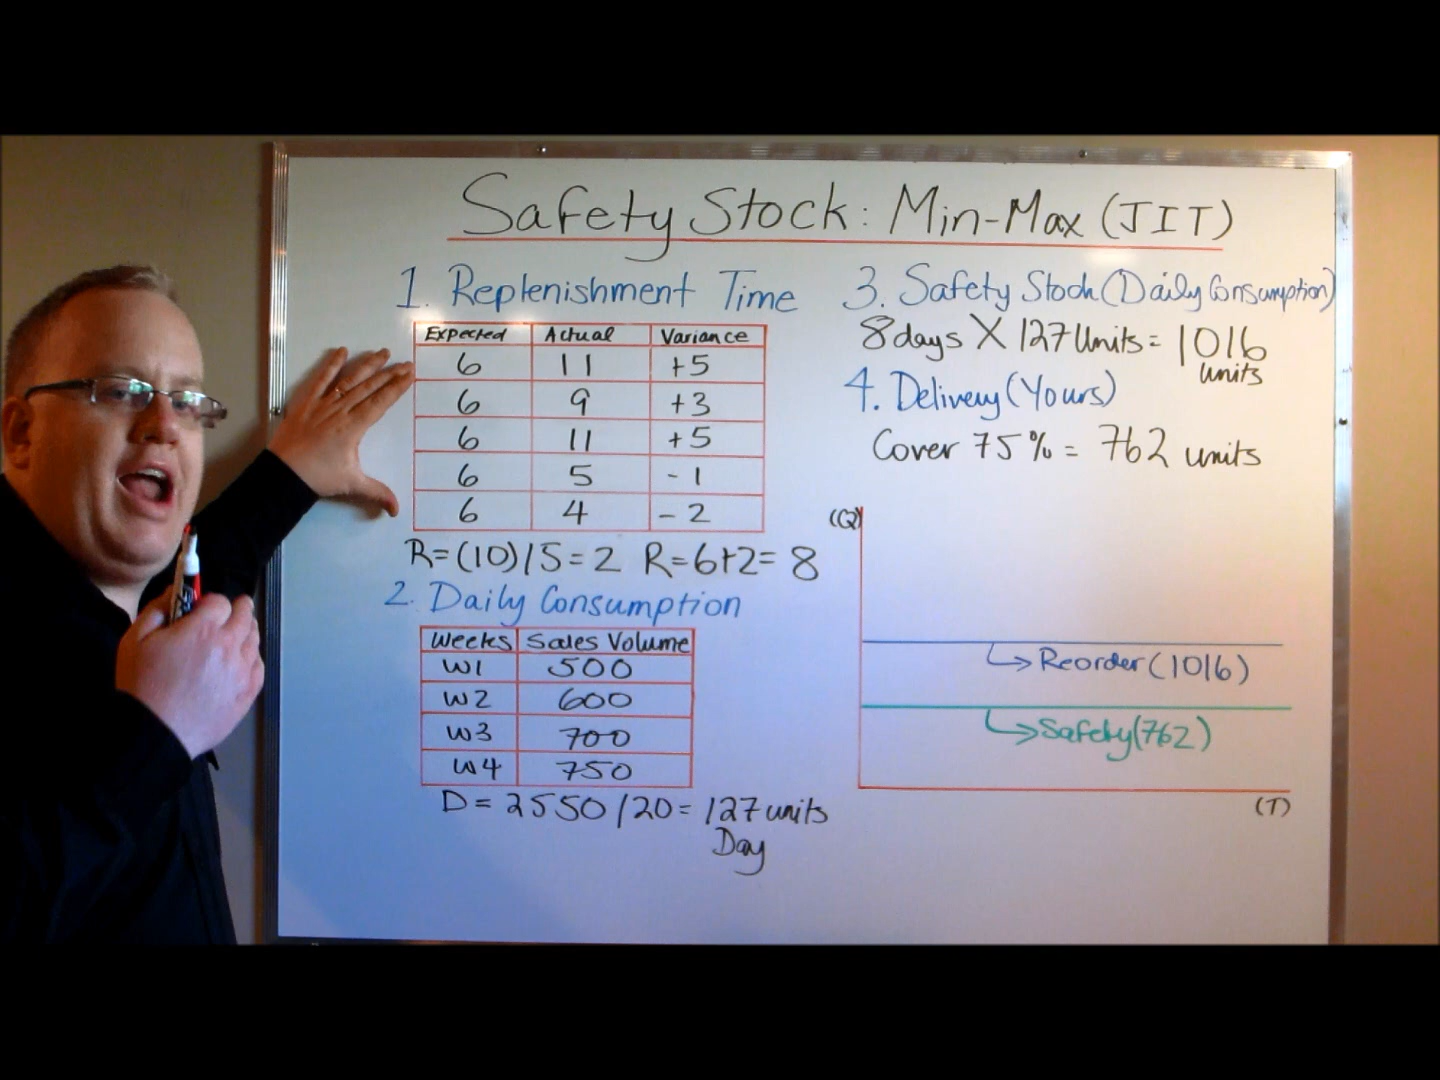 Safety Stock: Min-Max (JIT)
1. Replenishment Time
Expected Actual Variance
6 11 +5
6 9 +3
6 11 +5
6 5 -1
6 4 -2
R=(10)/5=2 R=6+2=8
2. Daily Consumption
Weeks Sales Volume
W1 500
W2 600
W3 700
W4 750
D=2550/20=127 units
Day
3. Safety Stock (Daily Consumption)
8 days X 127 Units = 1016
units
4. Delivery (Yours)
Cover 75% = 762 units
(Q)
Reorder (1016)
Safety (762)
(T)